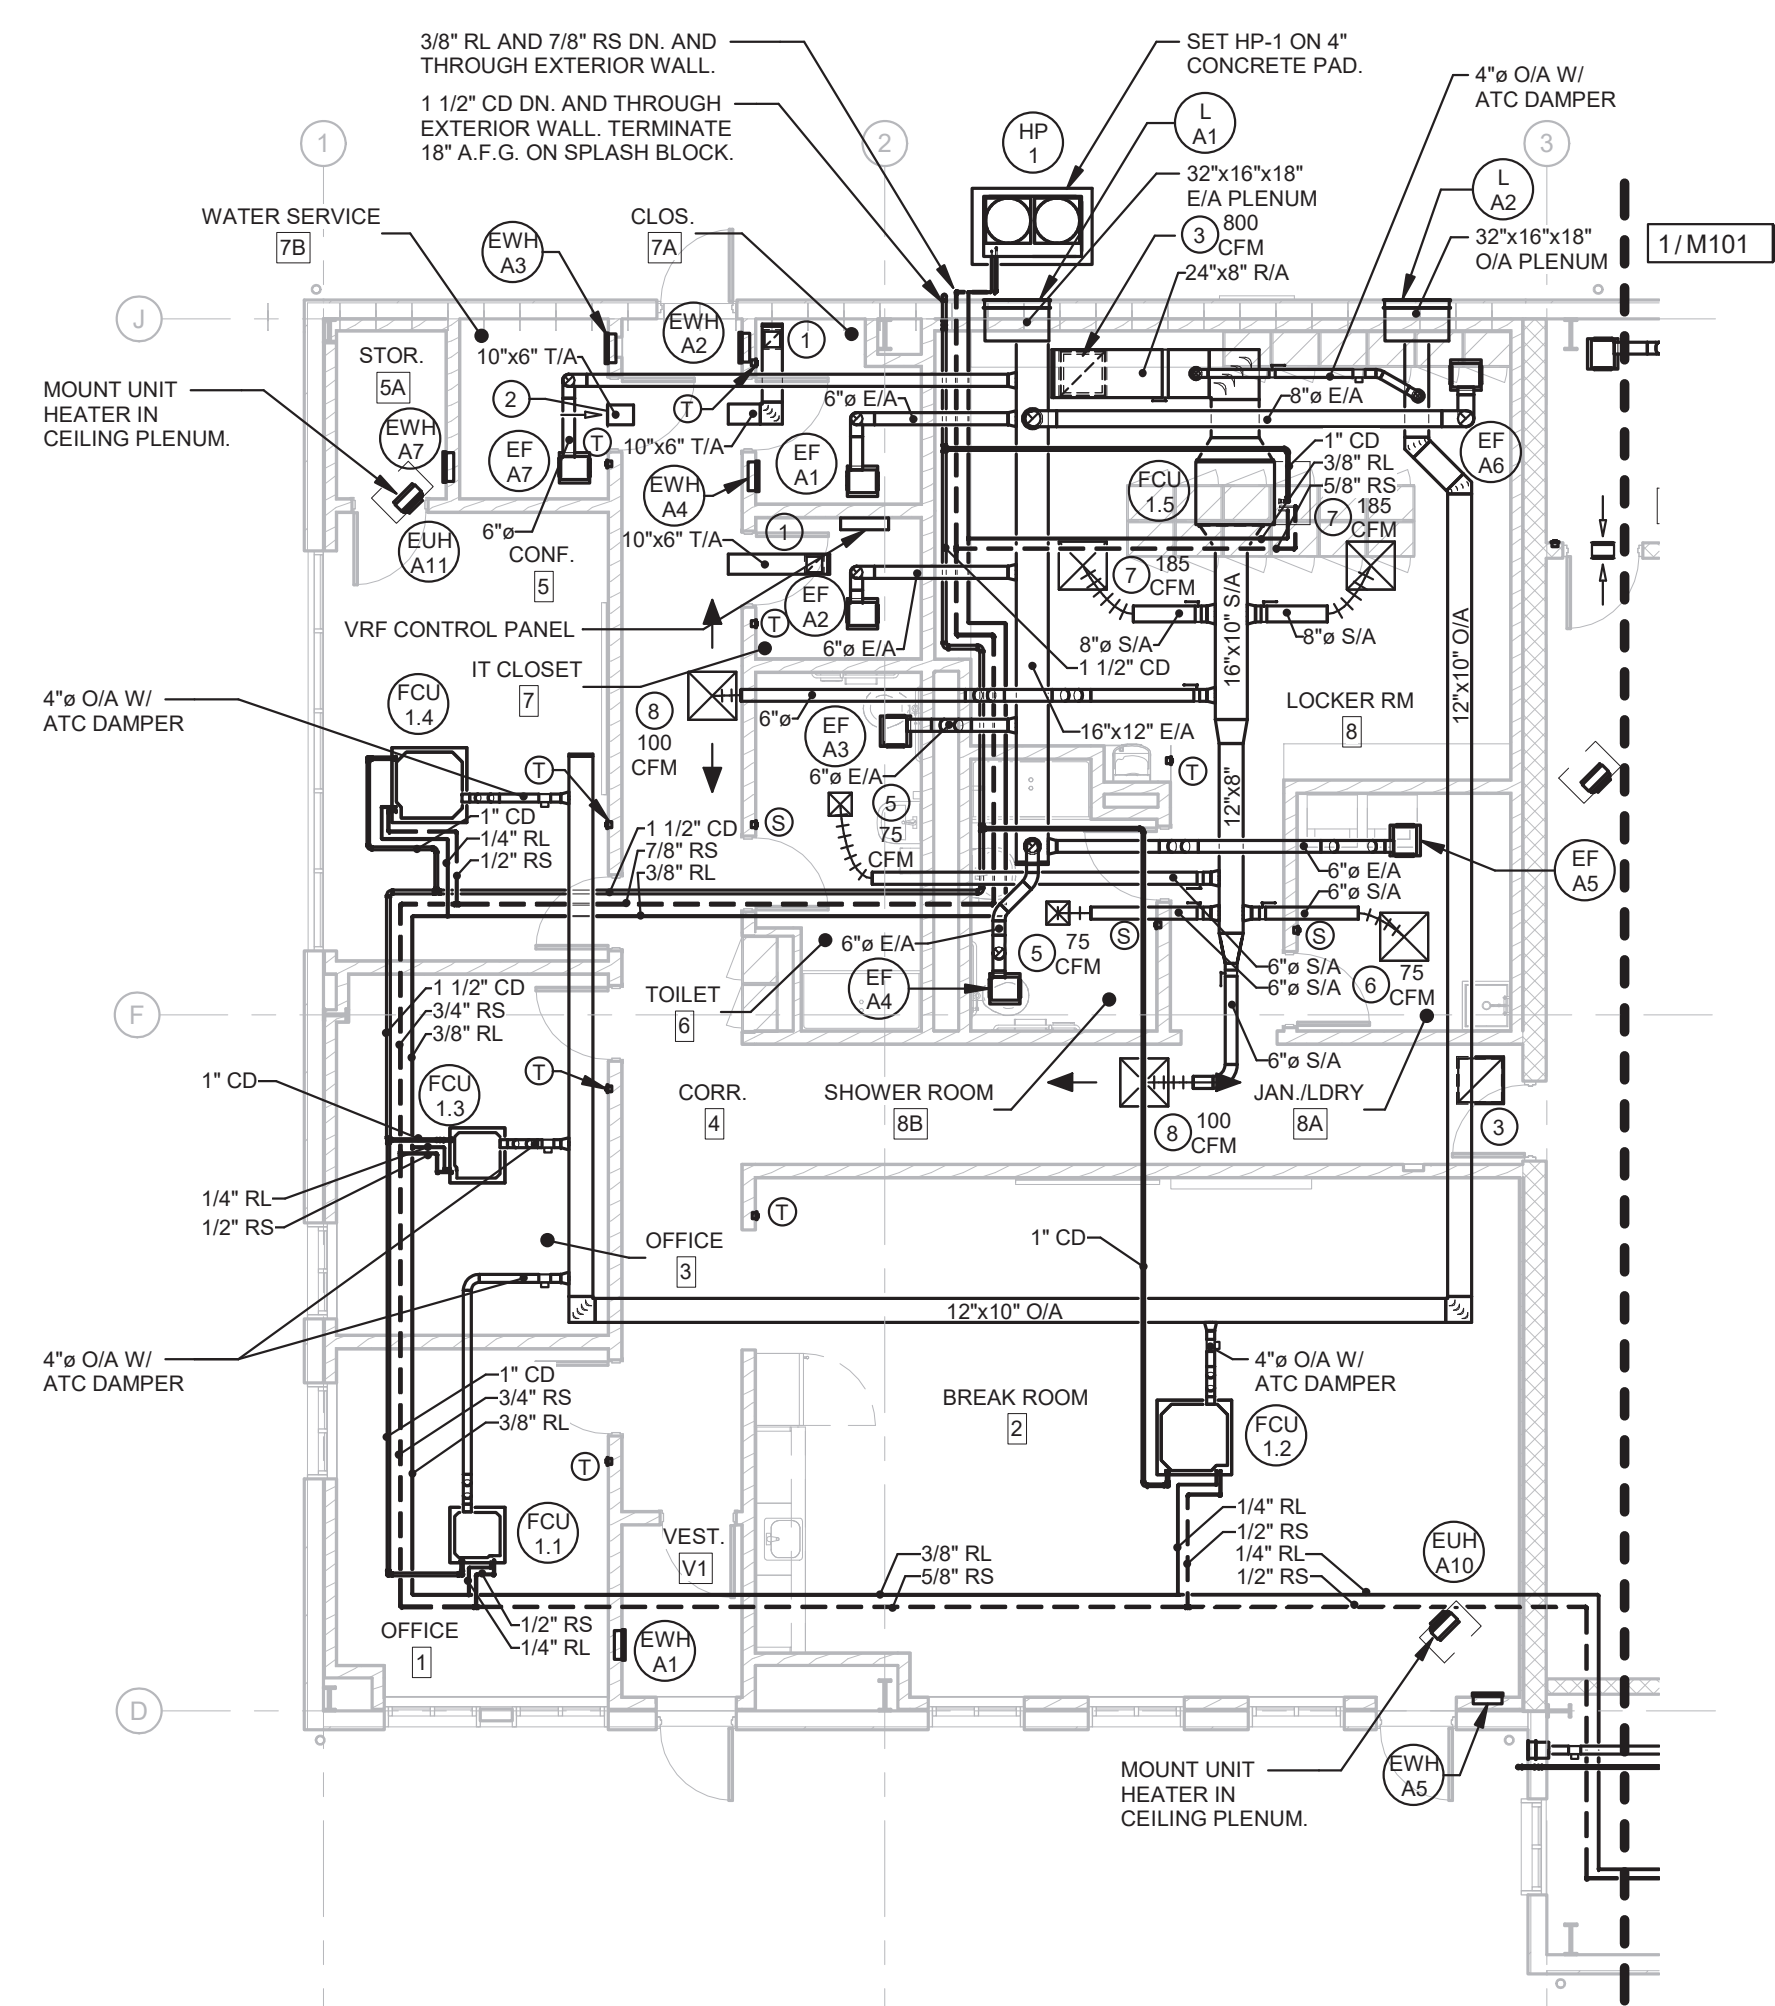 3/8" RL AND 7/8" RS DN. AND
THROUGH EXTERIOR WALL.
1 1/2" CD DN. AND THROUGH
EXTERIOR WALL. TERMINATE
18" A.F.G. ON SPLASH BLOCK.
SET HP-1 ON 4"
CONCRETE PAD.
4"ø O/A W/
ATC DAMPER
L
A1
HP
1
1
2
3
32"x16"x18"
E/A PLENUM
L
A2
3
800
CFM
24"x8" R/A
32"x16"x18"
O/A PLENUM
1/M101
WATER SERVICE
7B
EWH
A3
CLOS.
7A
J
EWH
A2
1
STOR.
5A
10"x6" T/A
MOUNT UNIT
HEATER IN
CEILING PLENUM.
2
T
6"ø E/A
8"ø E/A
EWH
A7
EF
A7
T
10"x6" T/A
EF
A1
1" CD
3/8" RL
5/8" RS
EF
A6
EWH
A4
FCU
1.5
7
185
CFM
6"ø
EUH
A11
CONF.
5
10"x6" T/A
1
7
185
CFM
EF
A2
VRF CONTROL PANEL
T
6"ø E/A
8"ø S/A
1 1/2" CD
16"x10" S/A
8"ø S/A
12"x10" O/A
IT CLOSET
7
4"ø O/A W/
ATC DAMPER
FCU
1.4
8
100
CFM
6"ø
EF
A3
16"x12" E/A
LOCKER RM
8
T
6"ø E/A
T
12"x8"
5
75
CFM
S
1" CD
1/4" RL
1/2" RS
1 1/2" CD
7/8" RS
3/8" RL
6"ø E/A
6"ø S/A
EF
A5
6"ø E/A
5
75
CFM
S
S
6"ø S/A
6"ø S/A
6
75
CFM
EF
A4
1 1/2" CD
3/4" RS
3/8" RL
TOILET
6
F
6"ø S/A
1" CD
FCU
1.3
T
CORR.
4
SHOWER ROOM
8B
JAN./LDRY
8A
8
100
CFM
3
1/4" RL
1/2" RS
T
OFFICE
3
1" CD
12"x10" O/A
4"ø O/A W/
ATC DAMPER
1" CD
3/4" RS
3/8" RL
4"ø O/A W/
ATC DAMPER
BREAK ROOM
2
FCU
1.2
T
FCU
1.1
VEST.
V1
1/4" RL
1/2" RS
3/8" RL
5/8" RS
1/4" RL
1/2" RS
EUH
A10
OFFICE
1
1/2" RS
1/4" RL
EWH
A1
D
MOUNT UNIT
HEATER IN
CEILING PLENUM.
EWH
A5